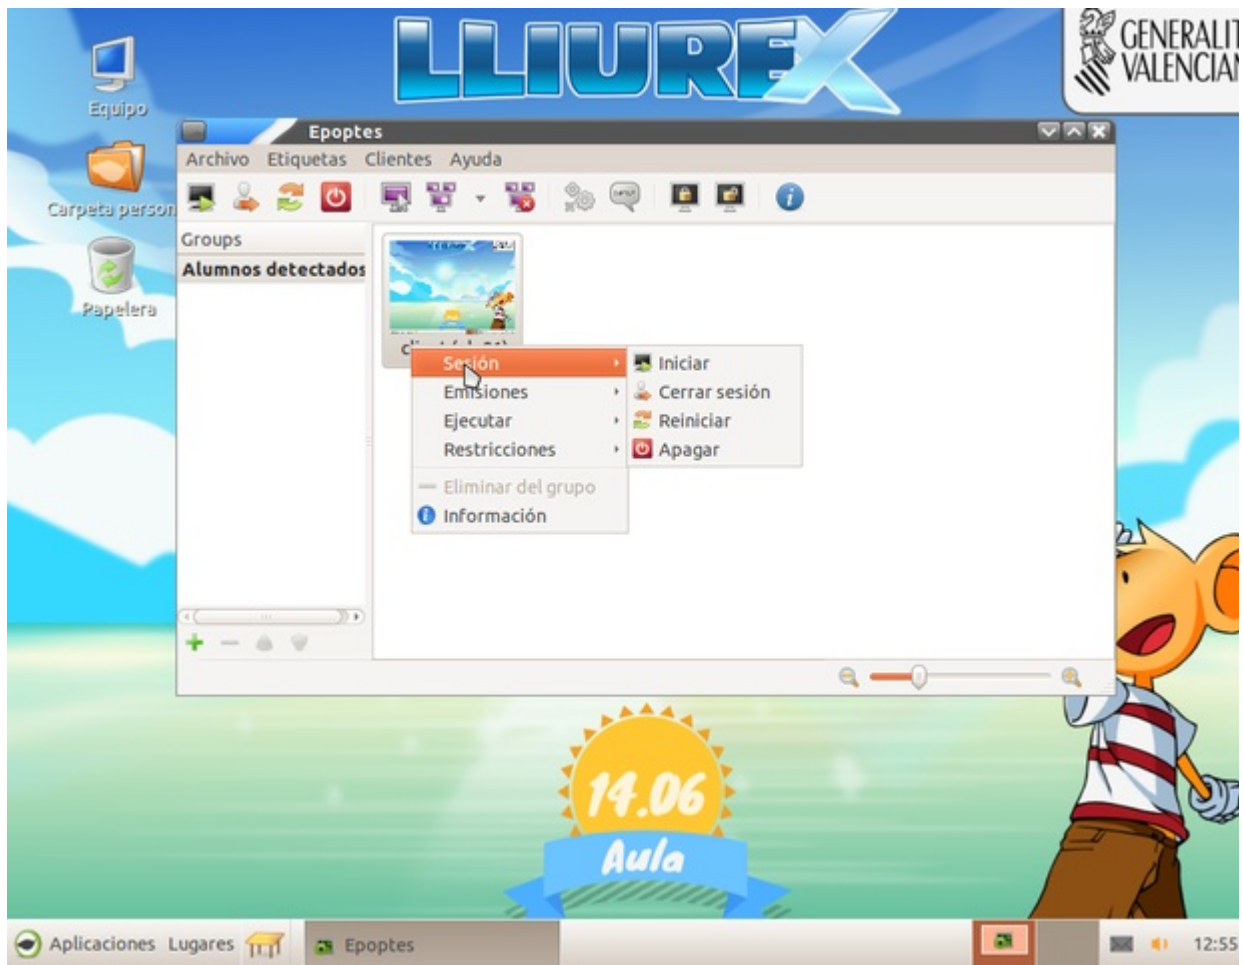 LLIUREX
GENERALIT
VALENCIAN
Equipo
Carpeta person
Papelera
Epoptes
Archivo Etiquetas Clientes Ayuda
Groups
Alumnos detectados
Sesión
Emisiones
Ejecutar
Restricciones
Eliminar del grupo
Información
Iniciar
Cerrar sesión
Reiniciar
Apagar
14.06
Aula
Aplicaciones Lugares Epoptes 12:55